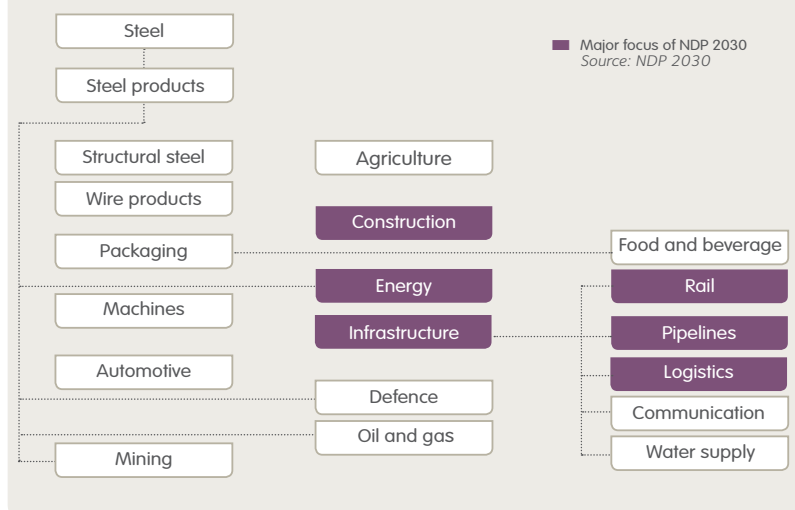 Steel
Major focus of NDP 2030
Source: NDP 2030
Steel products
Structural steel
Agriculture
Wire products
Construction
Packaging
Food and beverage
Energy
Rail
Machines
Infrastructure
Pipelines
Automotive
Logistics
Defence
Communication
Oil and gas
Mining
Water supply